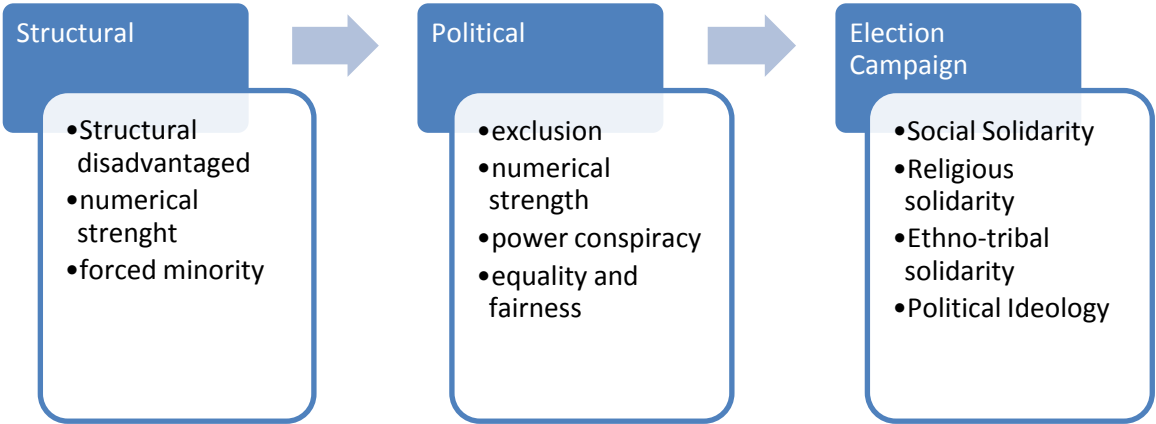 Structural
•Structural
disadvantaged
•numerical
strenght
•forced minority
Political
•exclusion
•numerical
strength
•power conspiracy
•equality and
fairness
Election
Campaign
•Social Solidarity
•Religious
solidarity
•Ethno-tribal
solidarity
•Political Ideology